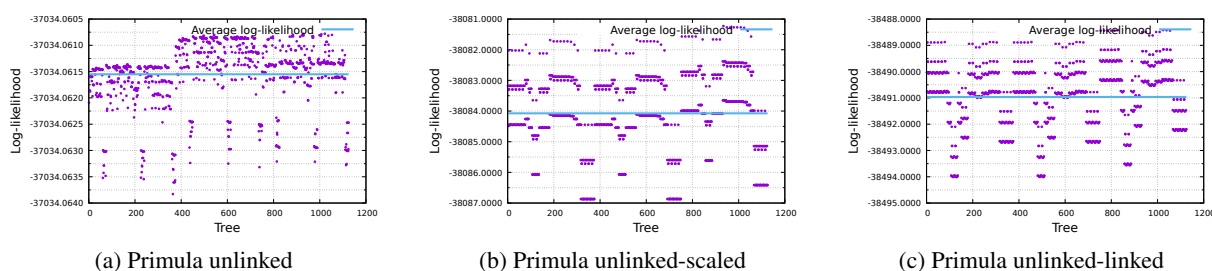 -37034.0605
-37034.0610
-37034.0615
-37034.0620
-37034.0625
-37034.0630
-37034.0635
-37034.0640
0 200 400 600 800 1000 1200
Log-likelihood
Tree
Average log-likelihood
(a) Primula unlinked
-38081.0000
-38082.0000
-38083.0000
-38084.0000
-38085.0000
-38086.0000
-38087.0000
0 200 400 600 800 1000 1200
Log-likelihood
Tree
Average log-likelihood
(b) Primula unlinked-scaled
-38488.0000
-38489.0000
-38490.0000
-38491.0000
-38492.0000
-38493.0000
-38494.0000
-38495.0000
0 200 400 600 800 1000 1200
Log-likelihood
Tree
Average log-likelihood
(c) Primula unlinked-linked